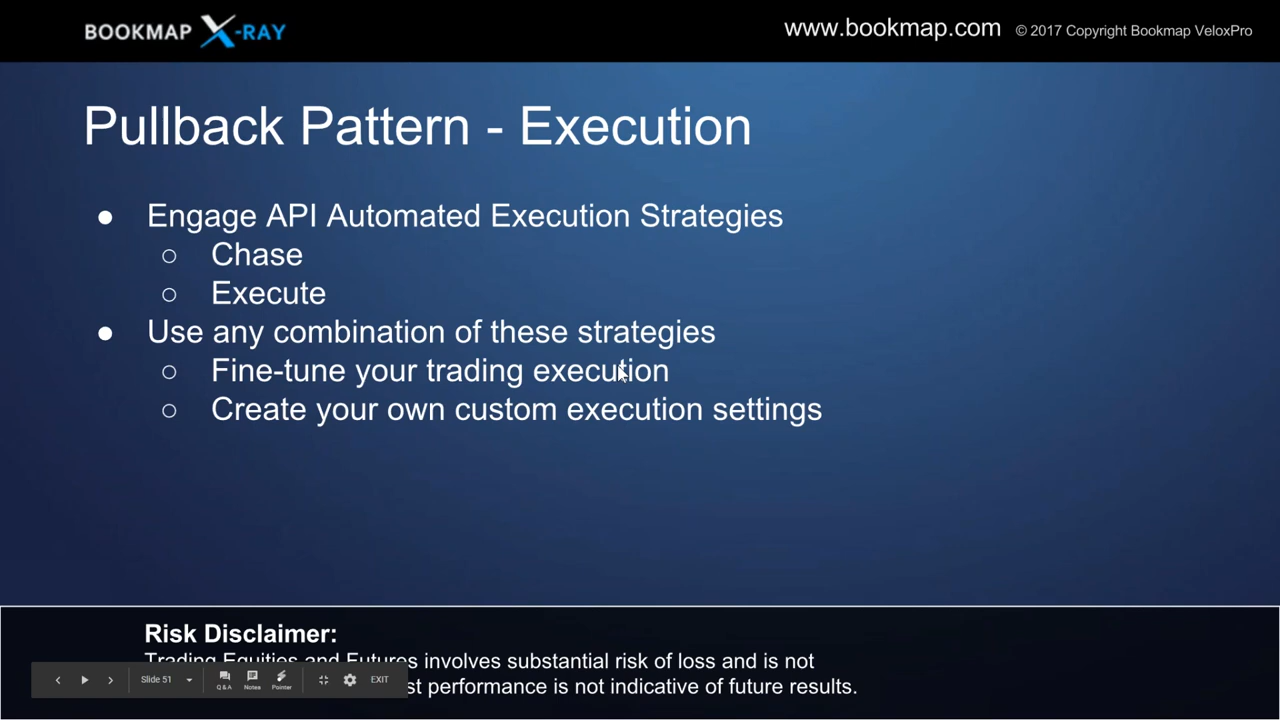 BOOKMAP X-RAY
www.bookmap.com © 2017 Copyright Bookmap VeloxPro
Pullback Pattern - Execution
● Engage API Automated Execution Strategies
○ Chase
○ Execute
● Use any combination of these strategies
○ Fine-tune your trading execution
○ Create your own custom execution settings
Risk Disclaimer:
Trading Equities and Futures involves substantial risk of loss and is not
performance is not indicative of future results.
Slide 51
Q&A
Notes
Pointer
EXIT